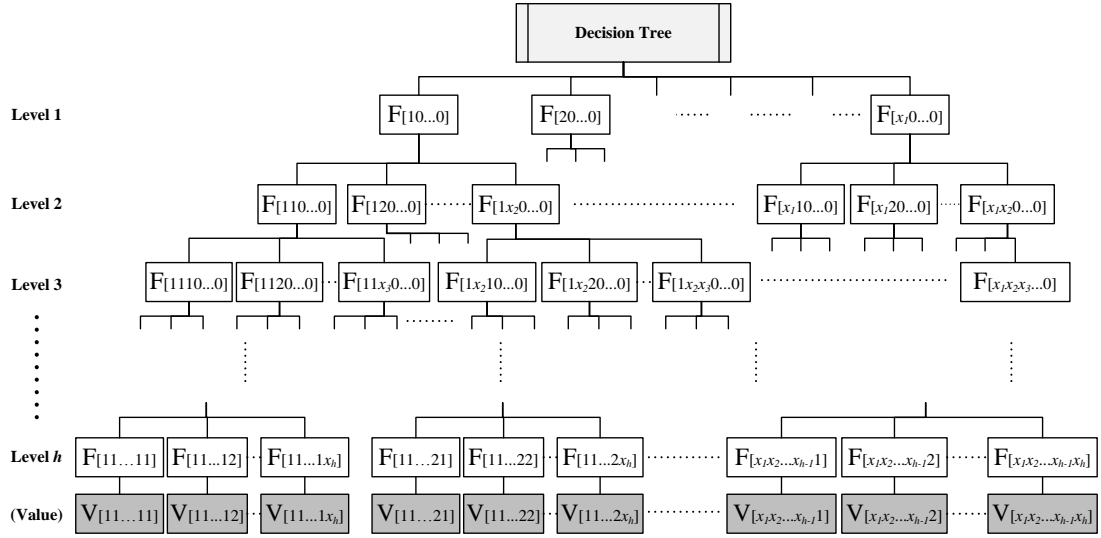 Decision Tree
Level 1 F[10...0] F[20...0] ...... ...... ...... F[x₁0...0]
Level 2 F[110...0] F[120...0] ...... F[1x₂0...0] ...... F[x₁10...0] F[x₁20...0] ...... F[x₁x₂0...0]
Level 3 F[1110...0] F[1120...0] ... F[11x₃0...0] F[1x₂10...0] F[1x₂20...0] ... F[1x₂x₃0...0] ...... F[x₁x₂x₃...0]
Level h F[11…11] F[11...12] ... F[11...1xₕ] F[11…21] F[11...22] ... F[11...2xₕ] ...... F[x₁x₂...xₕ₋₁1] F[x₁x₂...xₕ₋₁2] ...... F[x₁x₂...xₕ₋₁xₕ]
(Value) V[11…11] V[11...12] ... V[11...1xₕ] V[11…21] V[11...22] ... V[11...2xₕ] ...... V[x₁x₂...xₕ₋₁1] V[x₁x₂...xₕ₋₁2] ...... V[x₁x₂...xₕ₋₁xₕ]